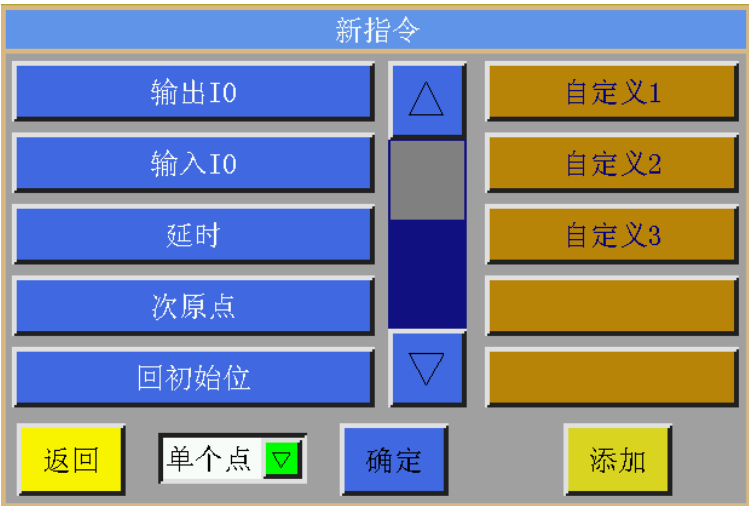 新指令
输出IO
自定义1
输入IO
自定义2
延时
自定义3
次原点
回初始位
返回
单个点
确定
添加